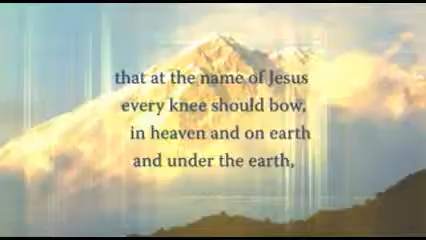 that at the name of Jesus
every knee should bow,
in heaven and on earth
and under the earth,